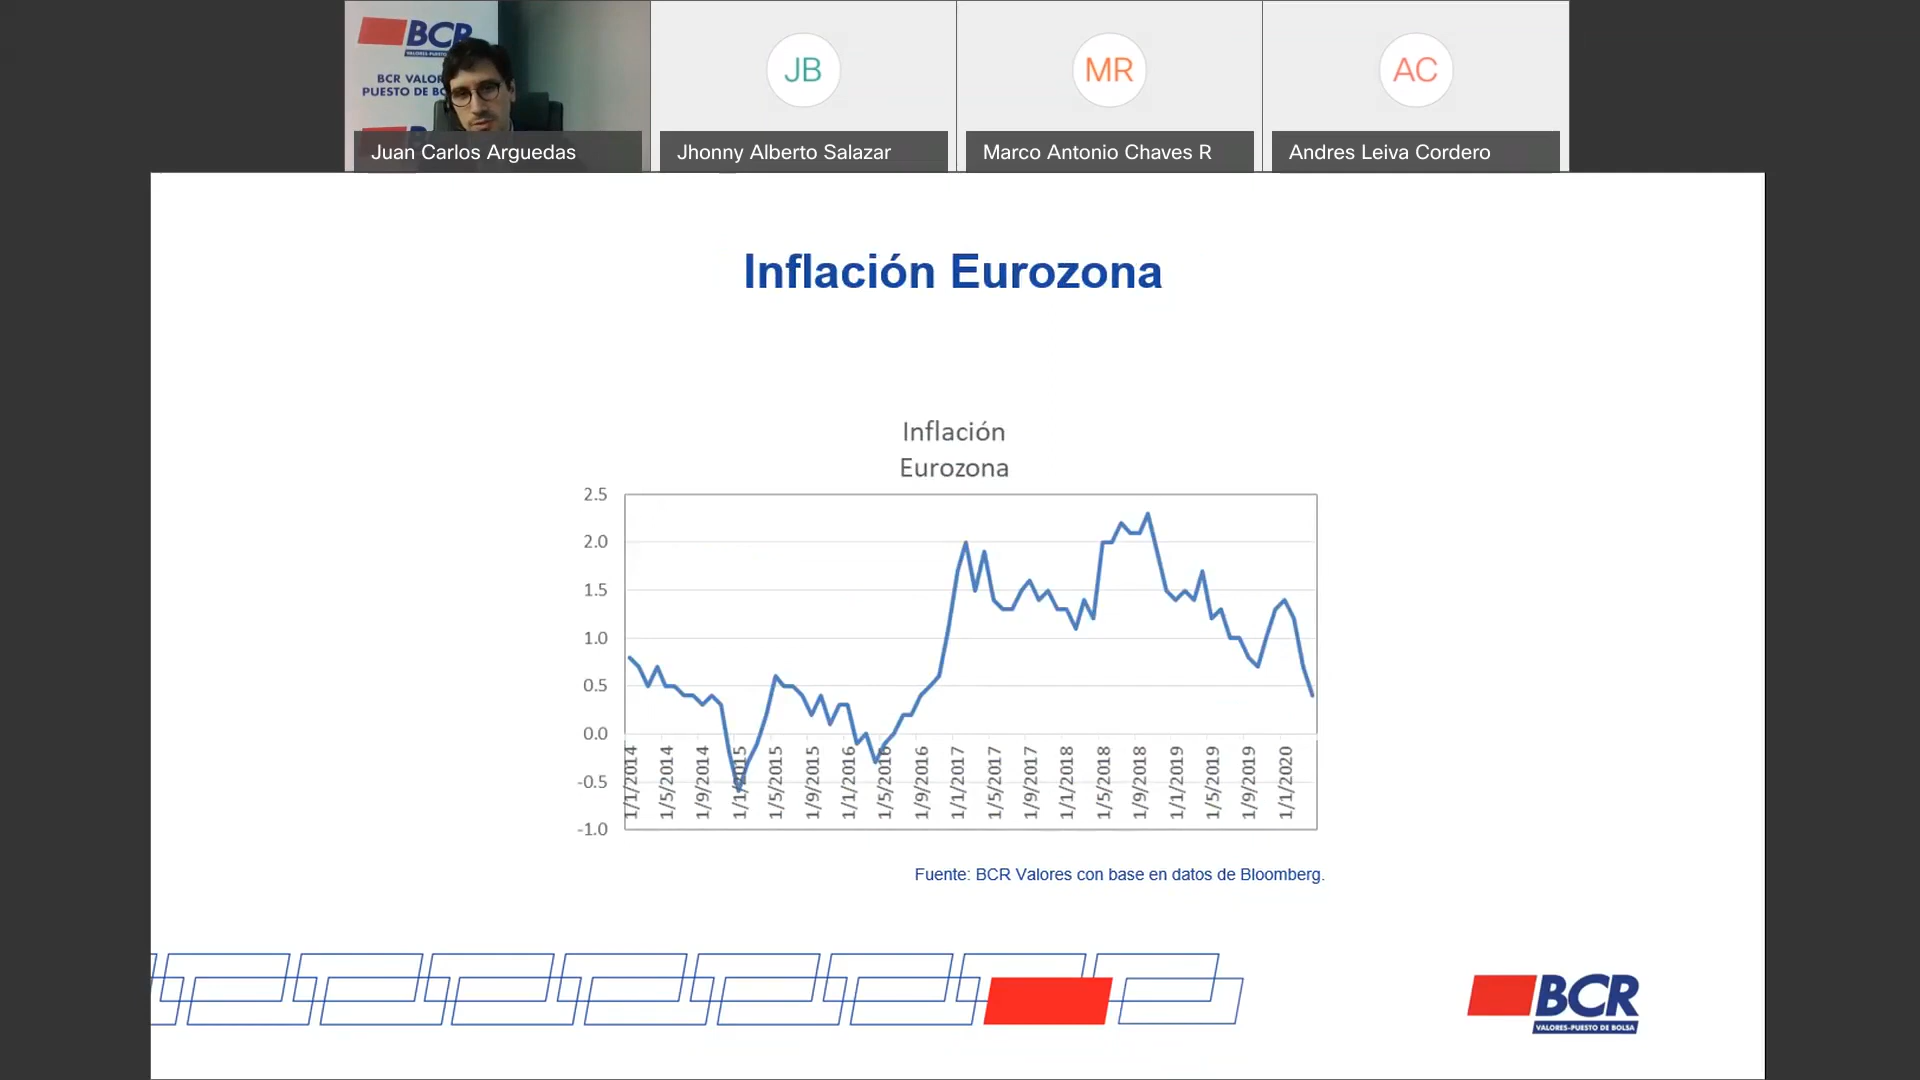 BCR
VALORES-PUESTO
BCR VALOR
PUESTO DE BO
JB
MR
AC
Juan Carlos Arguedas
Jhonny Alberto Salazar
Marco Antonio Chaves R
Andres Leiva Cordero
Inflación Eurozona
Inflación
Eurozona
2.5
2.0
1.5
1.0
0.5
0.0
-0.5
-1.0
1/1/2014
1/5/2014
1/9/2014
1/1/2015
1/5/2015
1/9/2015
1/1/2016
1/5/2016
1/9/2016
1/1/2017
1/5/2017
1/9/2017
1/1/2018
1/5/2018
1/9/2018
1/1/2019
1/5/2019
1/9/2019
1/1/2020
Fuente: BCR Valores con base en datos de Bloomberg.
BCR
VALORES-PUESTO DE BOLSA